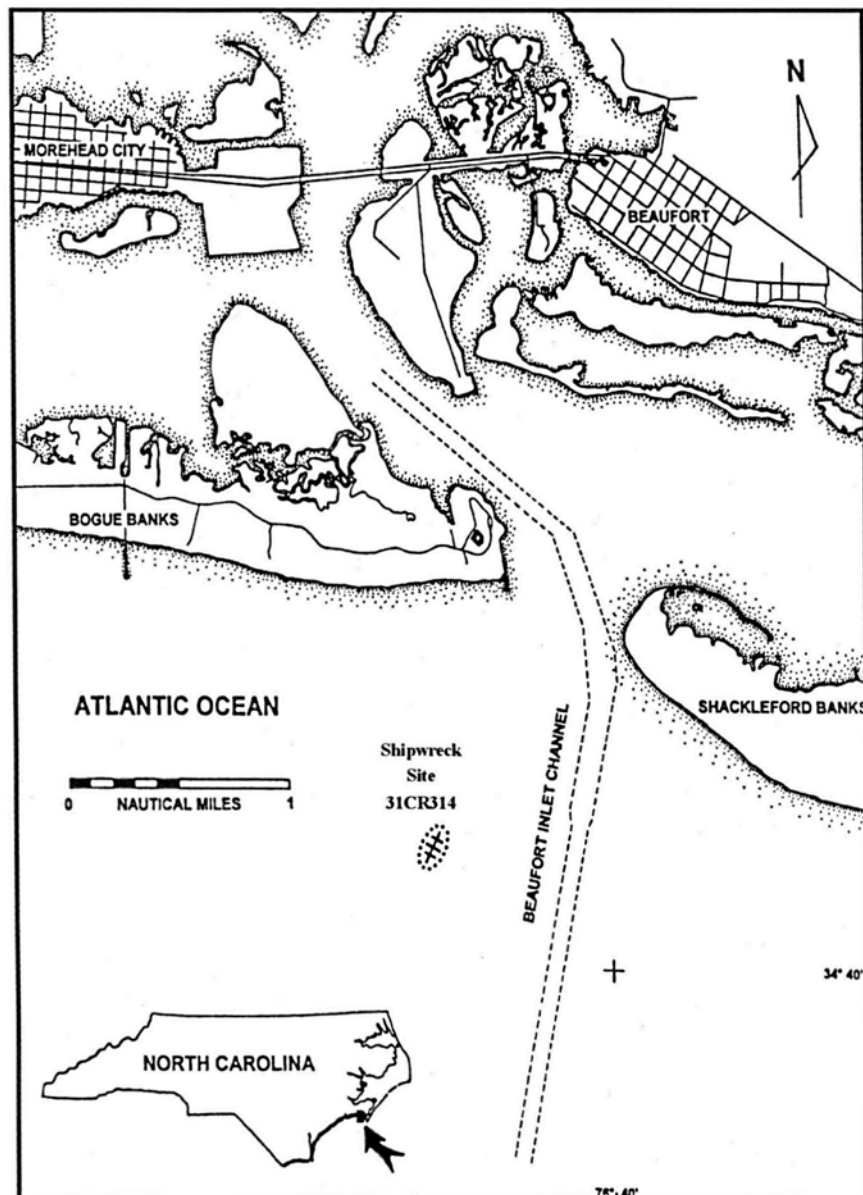 N
MOREHEAD CITY
BEAUFORT
BOGUE BANKS
ATLANTIC OCEAN
SHACKLEFORD BANKS
Shipwreck
Site
31CR314
0 NAUTICAL MILES 1
BEAUFORT INLET CHANNEL
34° 40'
NORTH CAROLINA
76° 40'